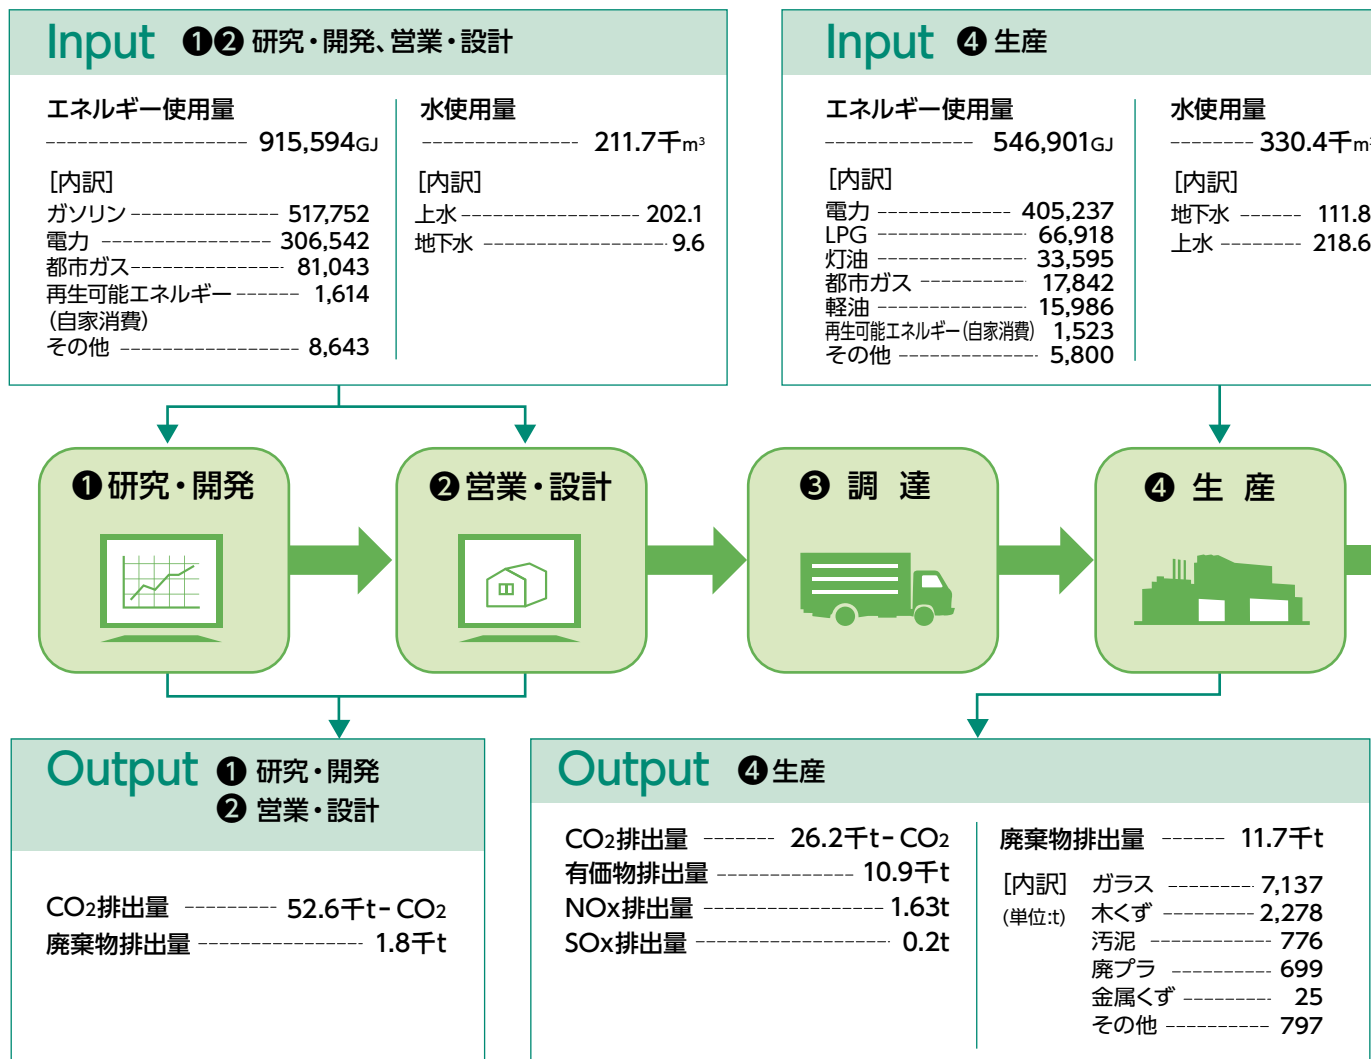 Input ❶❷ 研究・開発、営業・設計
エネルギー使用量
915,594GJ
[内訳]
ガソリン 517,752
電力 306,542
都市ガス 81,043
再生可能エネルギー 1,614
(自家消費)
その他 8,643
水使用量
211.7千m³
[内訳]
上水 202.1
地下水 9.6
Input ❹ 生産
エネルギー使用量
546,901GJ
[内訳]
電力 405,237
LPG 66,918
灯油 33,595
都市ガス 17,842
軽油 15,986
再生可能エネルギー(自家消費) 1,523
その他 5,800
水使用量
330.4千m³
[内訳]
地下水 111.8
上水 218.6
❶研究・開発
❷営業・設計
❸ 調達
❹ 生産
Output ❶ 研究・開発
❷ 営業・設計
CO2排出量 52.6千t-CO2
廃棄物排出量 1.8千t
Output ❹生産
CO2排出量 26.2千t-CO2
有価物排出量 10.9千t
NOx排出量 1.63t
SOx排出量 0.2t
廃棄物排出量 11.7千t
[内訳] ガラス 7,137
(単位:t) 木くず 2,278
汚泥 776
廃プラ 699
金属くず 25
その他 797